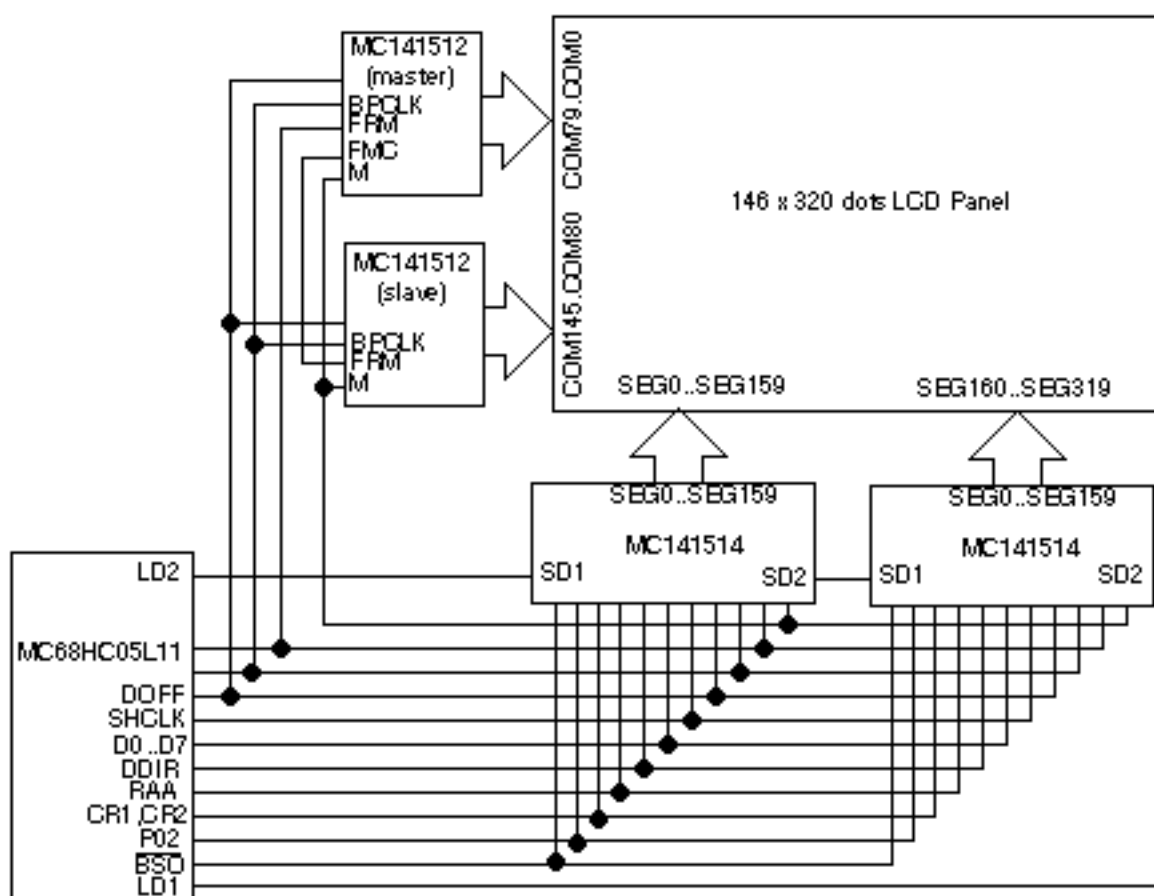 MC141512
(master)
BPCLK
FRM
FMC
M
COM79.COM0
146 x 320 dots LCD Panel
MC141512
(slave)
BPCLK
FRM
M
COM145.COM80
SEG0..SEG159
SEG160..SEG319
SEG0..SEG159
MC141514
SD1
SD2
SEG0..SEG159
MC141514
SD1
SD2
LD2
MC68HC05L11
DOFF
SHCLK
D0..D7
DDIR
RAA
CR1,CR2
P02
BSO
LD1